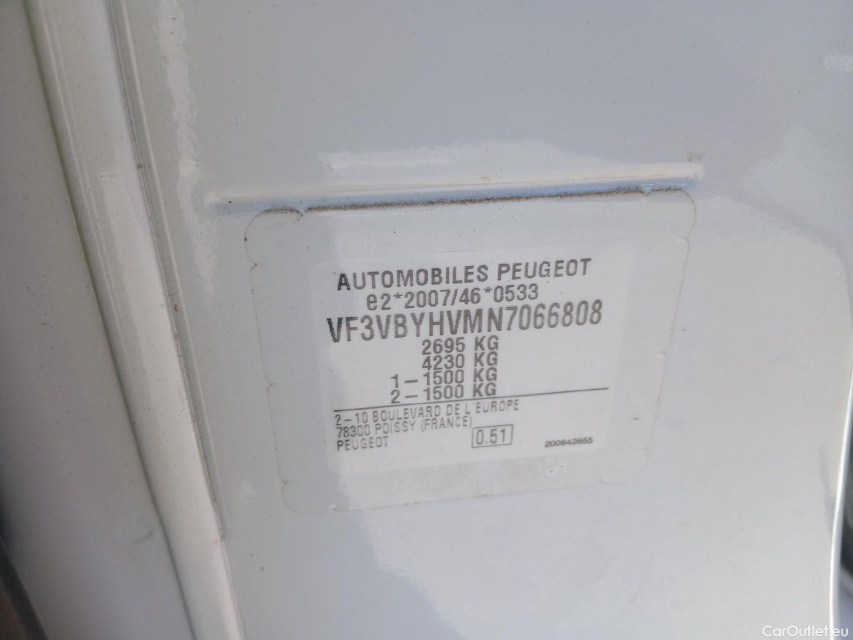 AUTOMOBILES PEUGEOT
e2*2007/46*0533
VF3VBYHVMN7066808
2695 KG
4230 KG
1-1500 KG
2-1500 KG
2-10 BOULEVARD DE L'EUROPE
78300 POISSY (FRANCE)
PEUGEOT
0.51
200642655
CarOutlet.eu